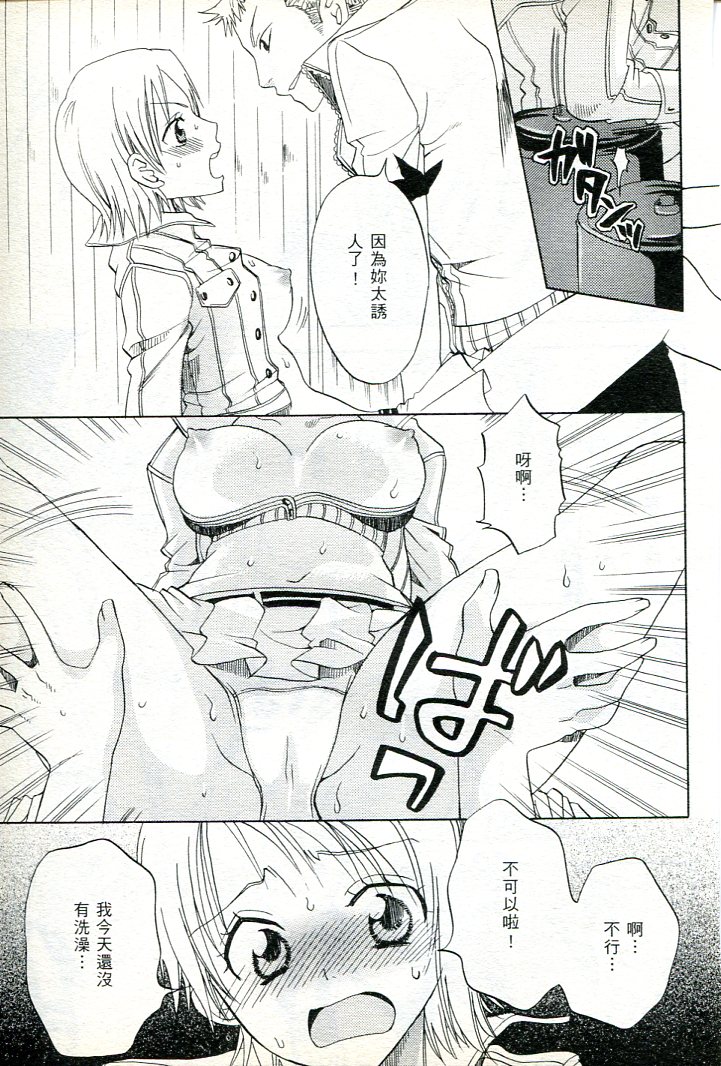 ガタンッ
因為妳太誘
人了！
呀啊…
ばっ
啊…
不行…
不可以啦！
我今天還沒
有洗澡…